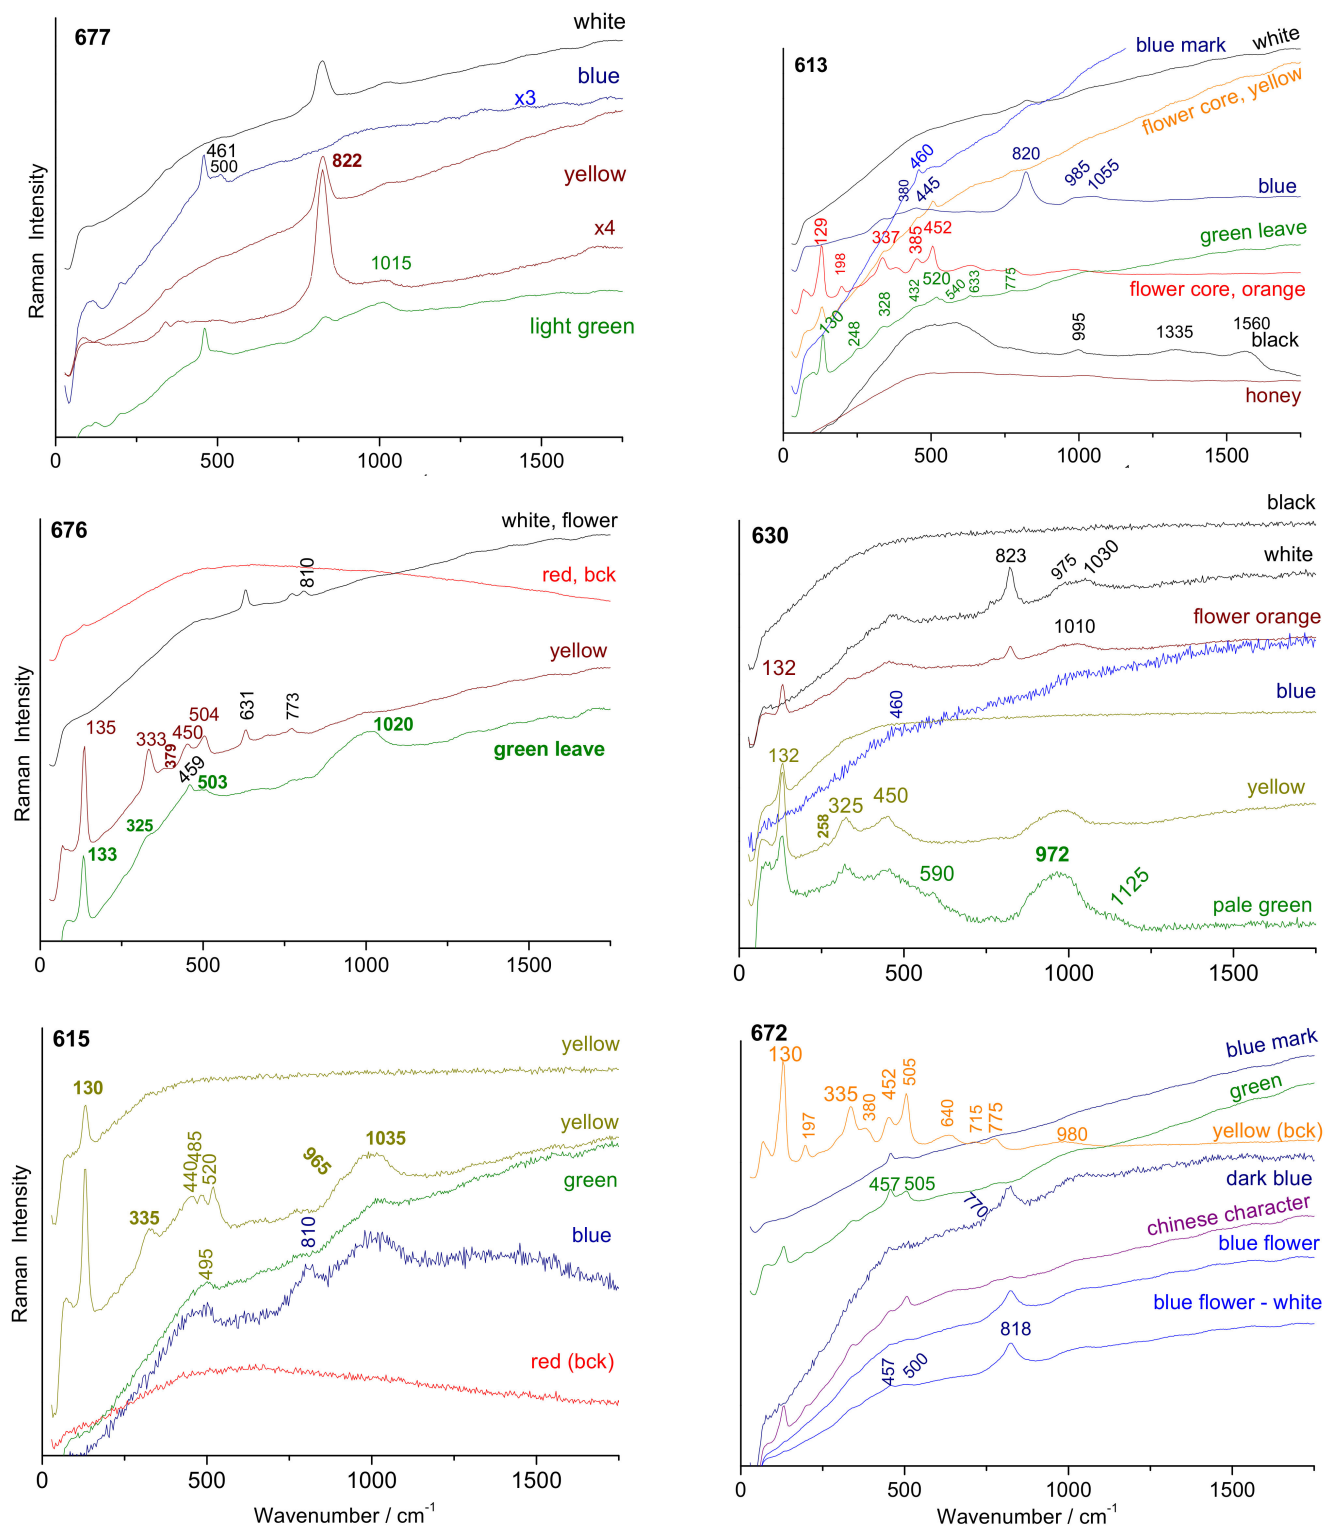 677
white
blue
x3
461
500
822
yellow
x4
1015
light green
Raman Intensity
0
500
1000
1500
613
blue mark
white
flower core, yellow
460
380
445
820
985
1055
blue
129
198
337
385
452
green leave
flower core, orange
130
248
328
432
520
540
633
775
995
1335
1560
black
honey
0
500
1000
1500
676
white, flower
810
red, bck
yellow
135
333
379
450
504
631
773
1020
green leave
459
503
325
133
Raman Intensity
0
500
1000
1500
630
black
white
823
975
1030
flower orange
1010
132
blue
460
132
yellow
258
325
450
972
590
1125
pale green
0
500
1000
1500
615
yellow
130
yellow
440
485
520
965
1035
335
green
blue
810
495
red (bck)
Raman Intensity
0
500
1000
1500
Wavenumber / cm⁻¹
672
blue mark
130
197
335
380
452
505
640
715
775
980
green
yellow (bck)
457
505
770
dark blue
chinese character
blue flower
blue flower - white
818
457
500
0
500
1000
1500
Wavenumber / cm⁻¹